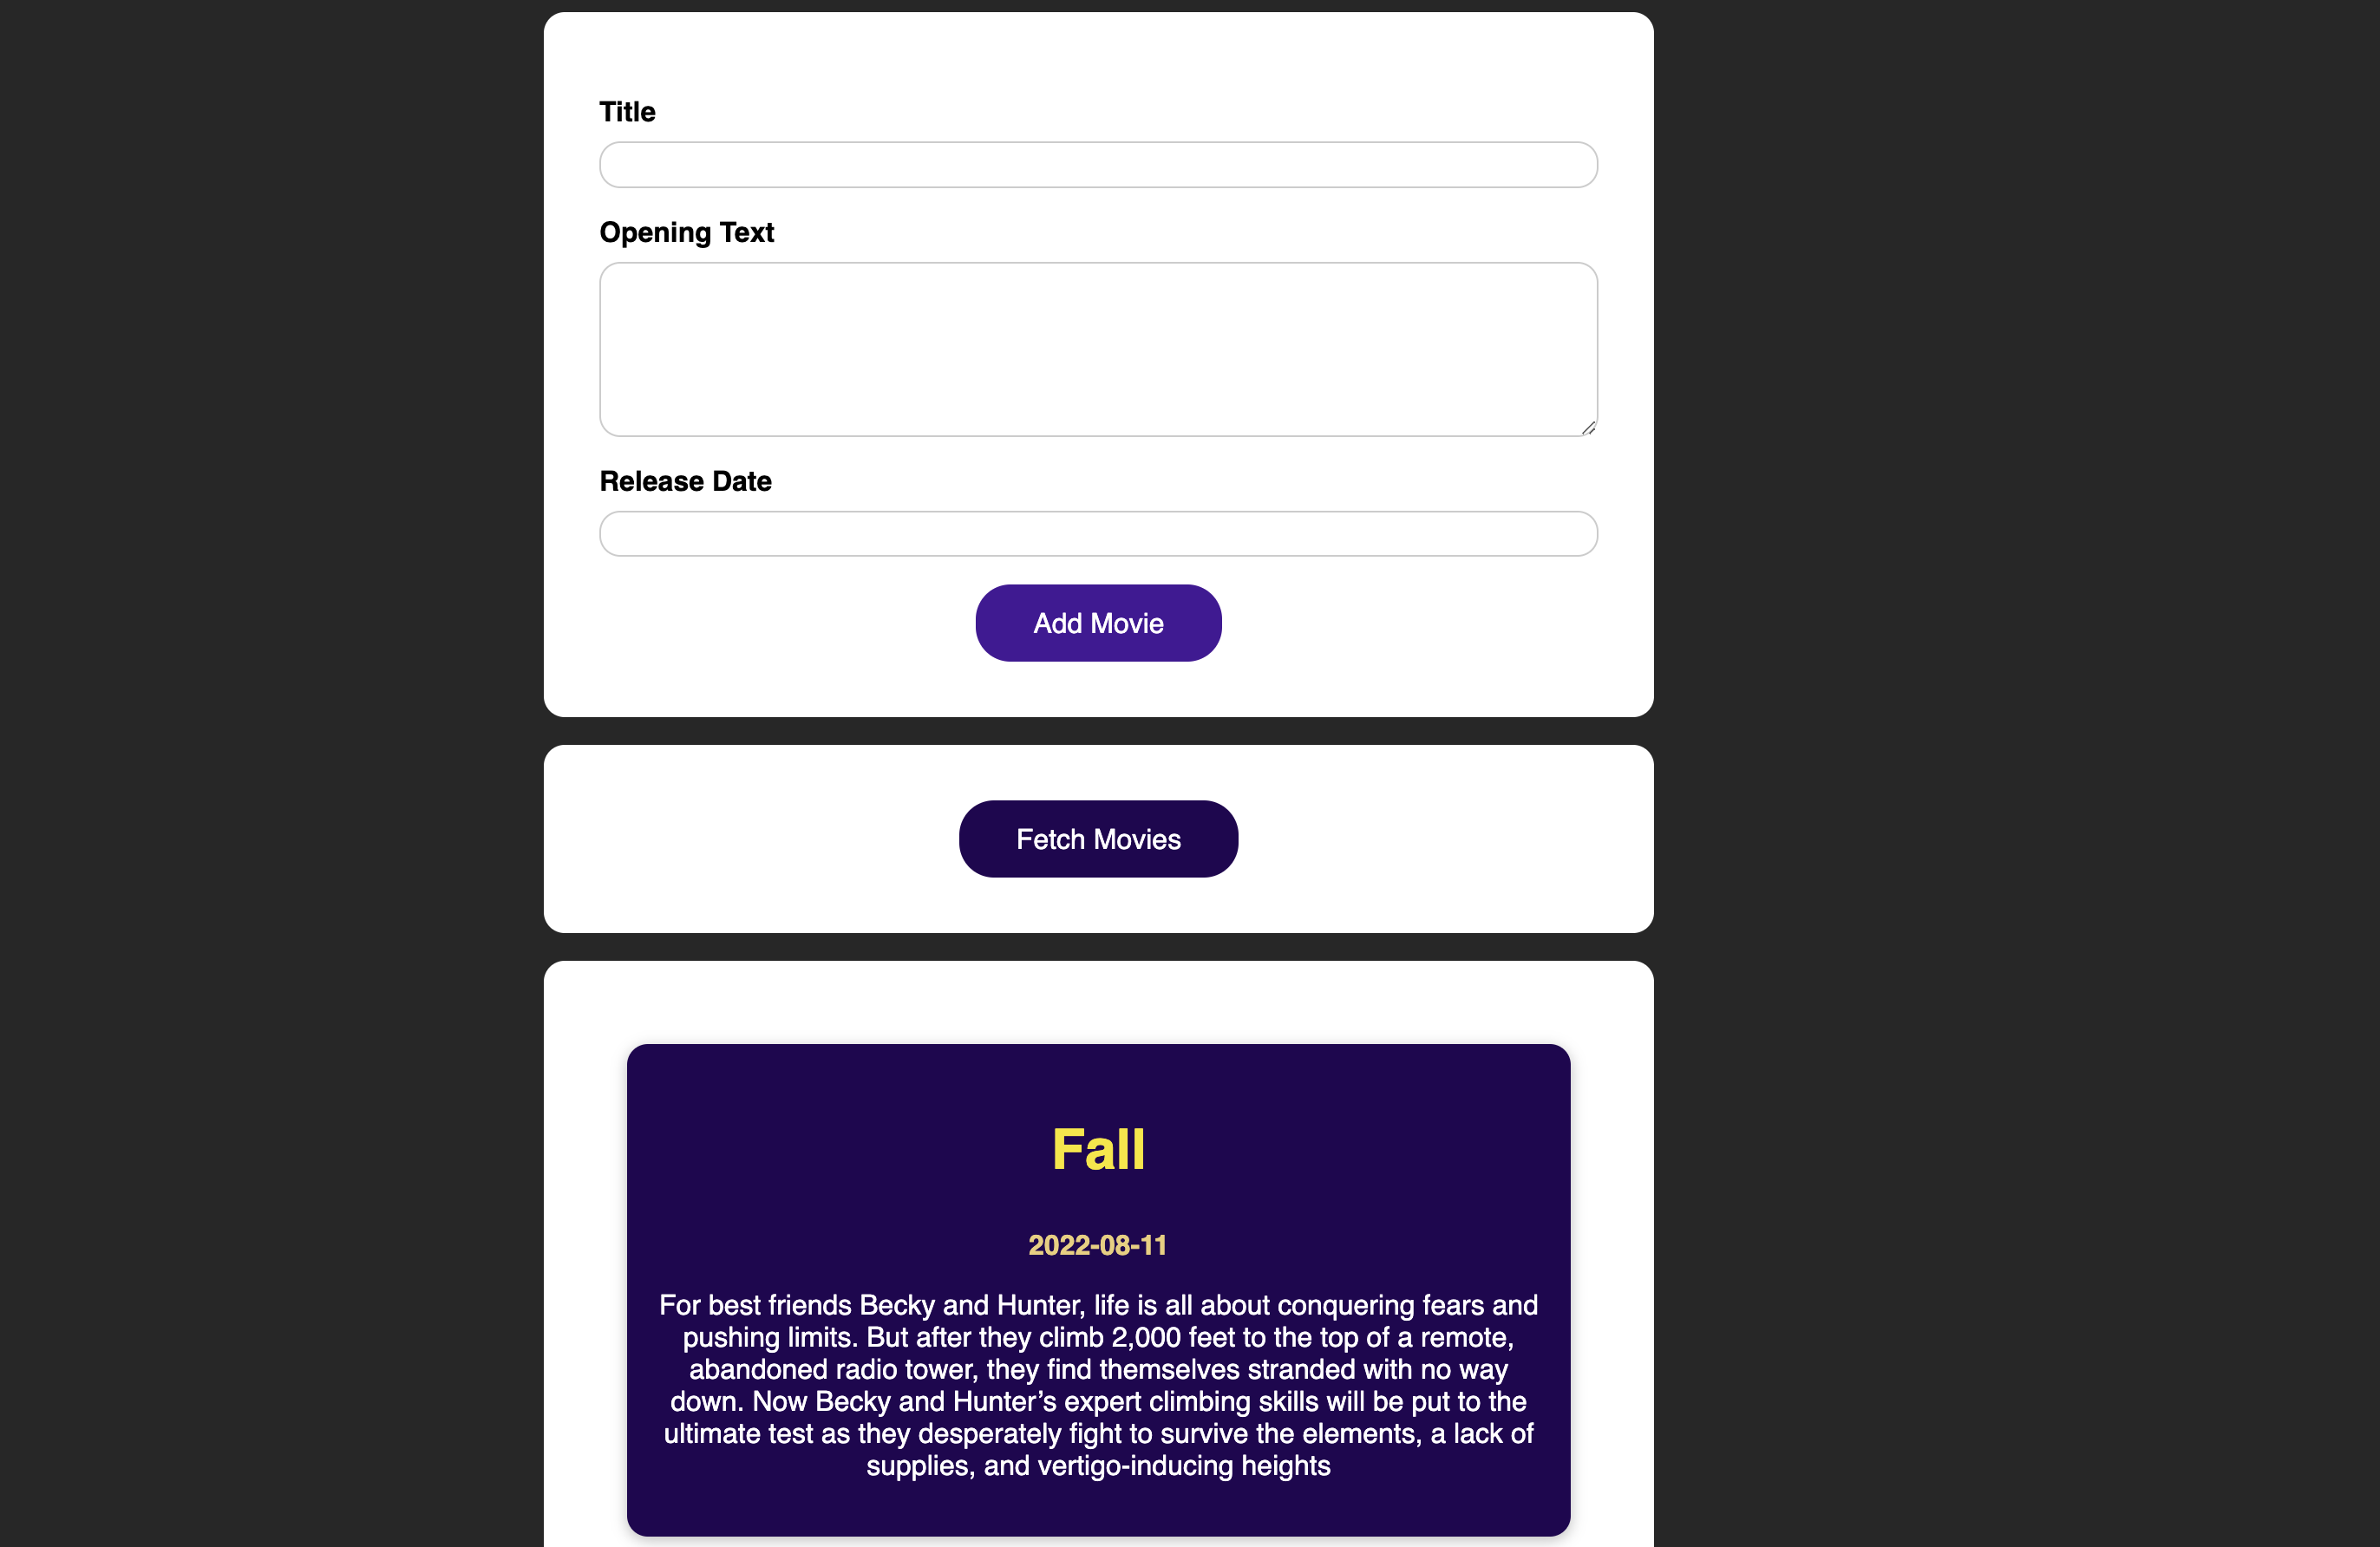 Title
Opening Text
Release Date
Add Movie
Fetch Movies
Fall
2022-08-11
For best friends Becky and Hunter, life is all about conquering fears and
pushing limits. But after they climb 2,000 feet to the top of a remote,
abandoned radio tower, they find themselves stranded with no way
down. Now Becky and Hunter’s expert climbing skills will be put to the
ultimate test as they desperately fight to survive the elements, a lack of
supplies, and vertigo-inducing heights